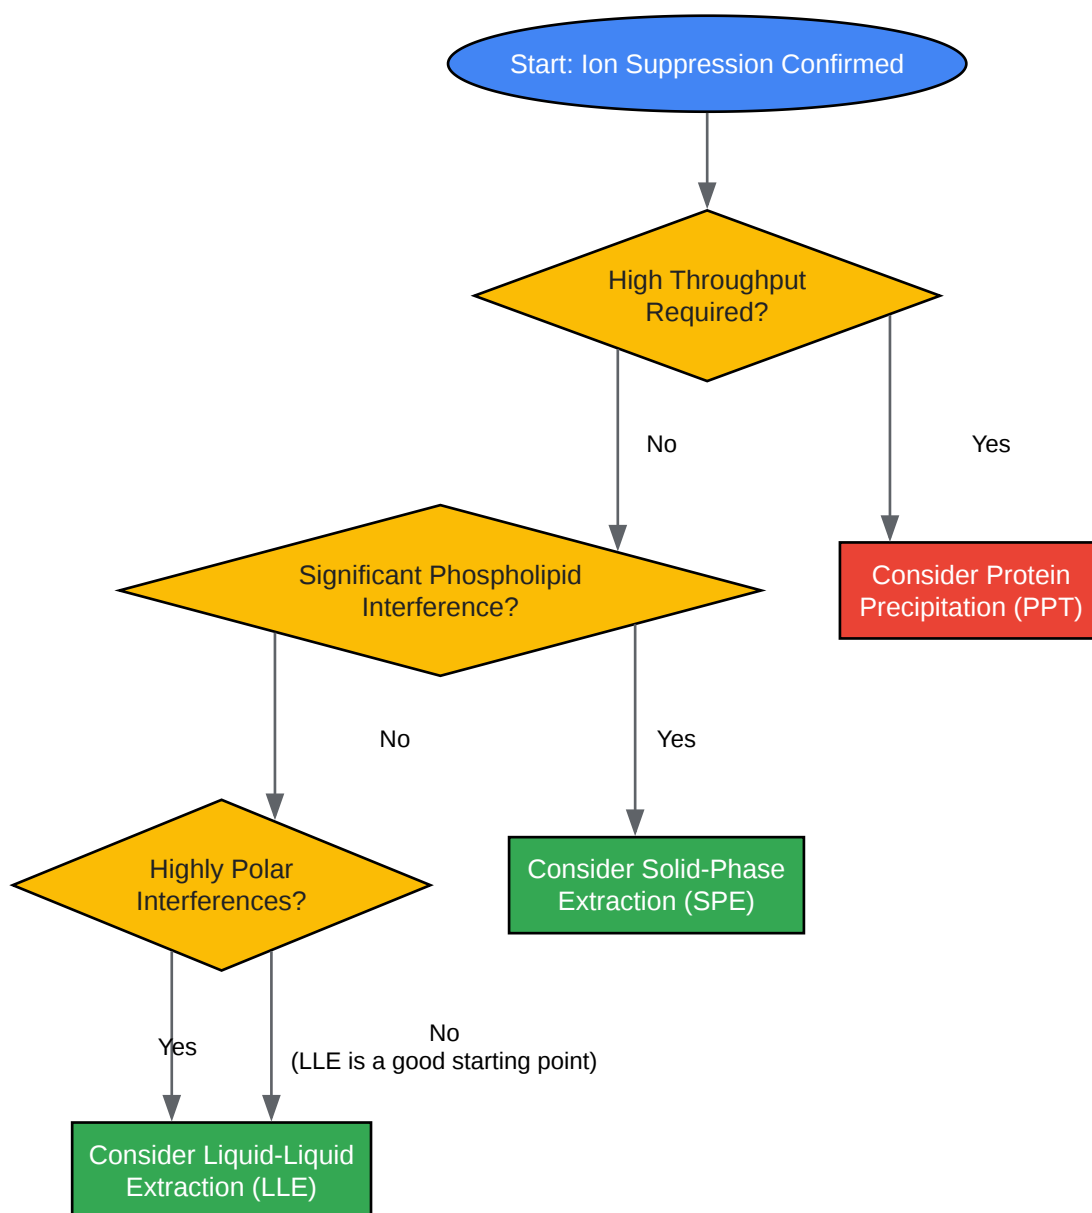 Start: Ion Suppression Confirmed
High Throughput
Required?
No
Yes
Significant Phospholipid
Interference?
Consider Protein
Precipitation (PPT)
No
Yes
Highly Polar
Interferences?
Consider Solid-Phase
Extraction (SPE)
Yes
No
(LLE is a good starting point)
Consider Liquid-Liquid
Extraction (LLE)